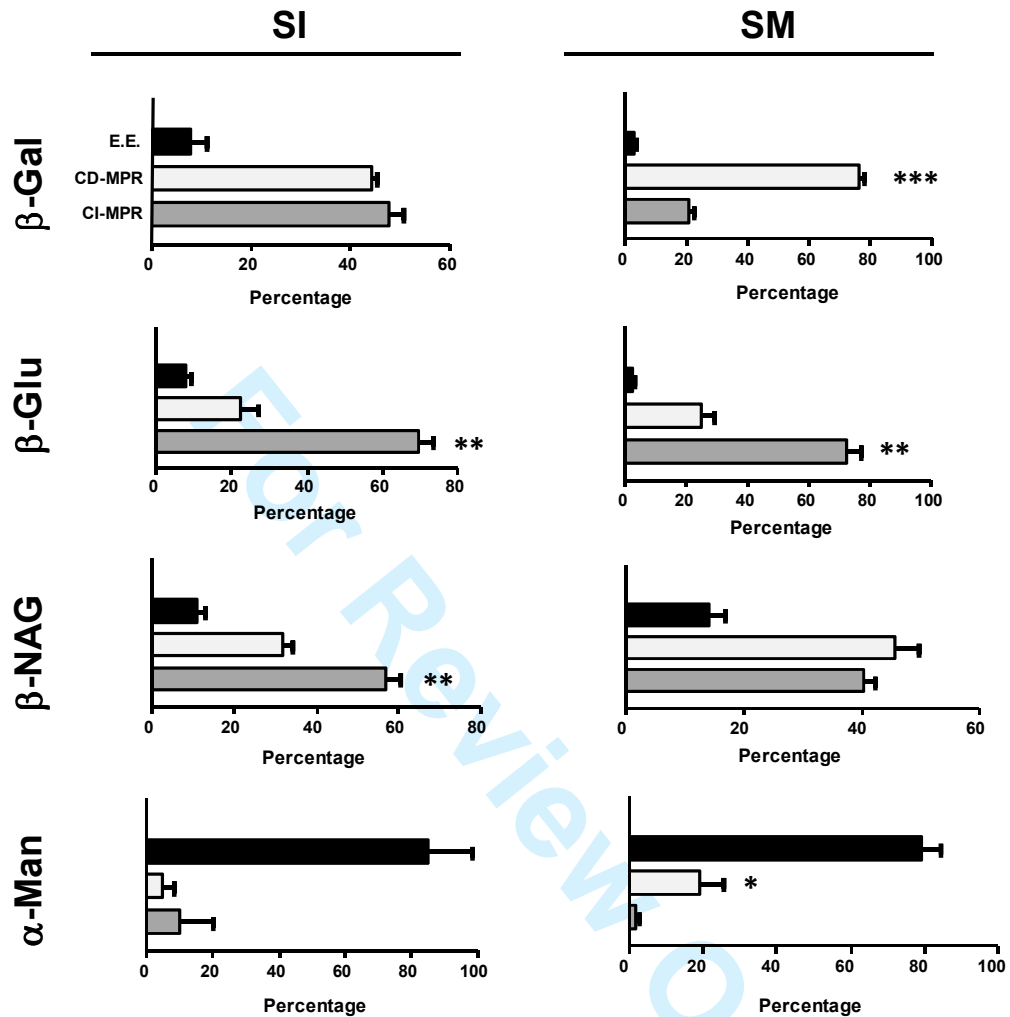 SI
SM
β-Gal
E.E.
CD-MPR
CI-MPR
0 20 40 60
Percentage
***
0 20 40 60 80 100
Percentage
β-Glu
**
0 20 40 60 80
Percentage
**
0 20 40 60 80 100
Percentage
β-NAG
**
0 20 40 60 80
Percentage
0 20 40 60
Percentage
α-Man
0 20 40 60 80 100
Percentage
*
0 20 40 60 80 100
Percentage
For Review O